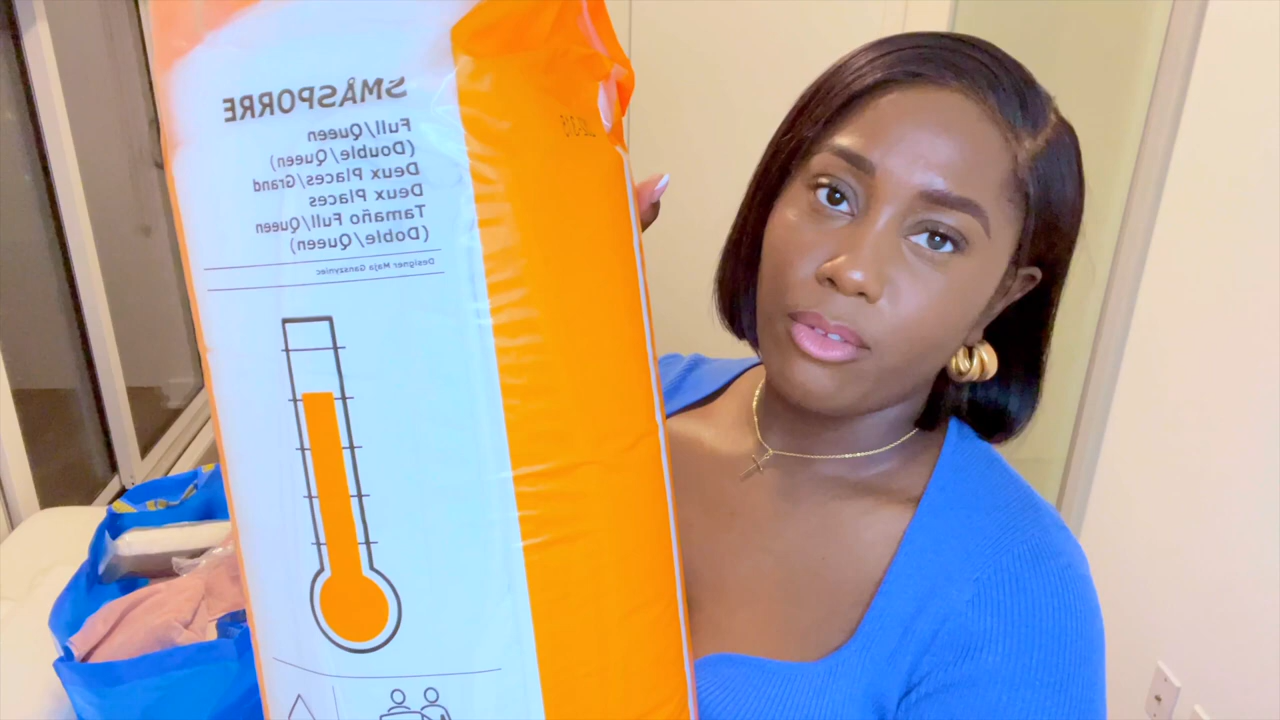 SMÅSPORRE
Full/Queen
(Double/Queen)
Deux Places/Grand
Deux Places
Tamaño Full/Queen
(Doble/Queen)
Designer Maja Ganszyniec